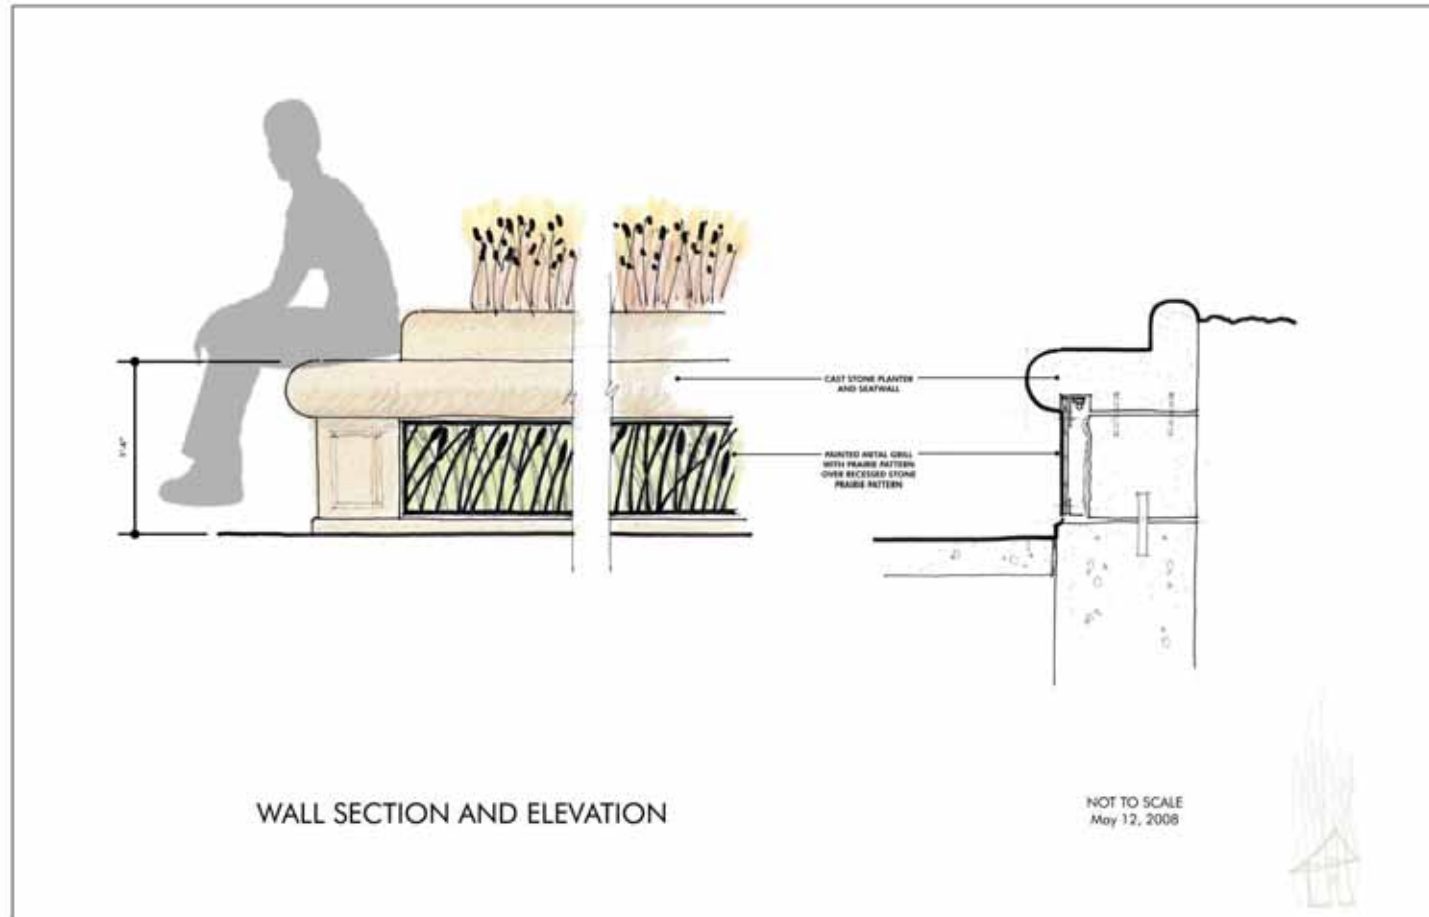 CAST STONE PLANTER
AND SEATWALL
PAINTED METAL GRILL
WITH PRAIRIE PATTERN
OVER RECESSED STONE
PRAIRIE PATTERN
WALL SECTION AND ELEVATION
NOT TO SCALE
May 12, 2008